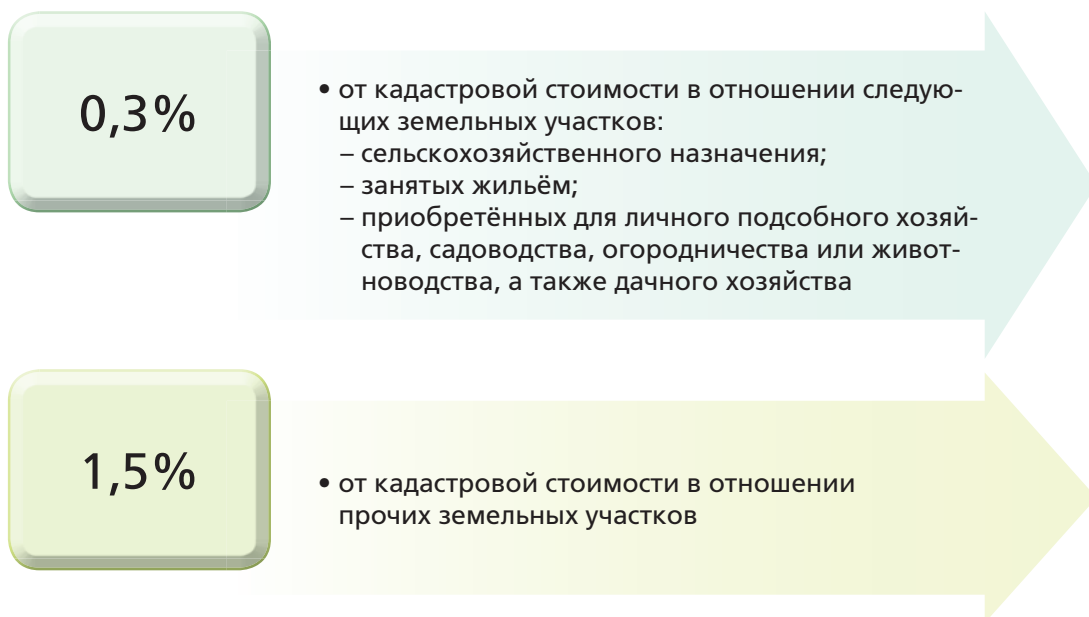 0,3%
• от кадастровой стоимости в отношении следую-
щих земельных участков:
– сельскохозяйственного назначения;
– занятых жильём;
– приобретённых для личного подсобного хозяй-
ства, садоводства, огородничества или живот-
новодства, а также дачного хозяйства
1,5%
• от кадастровой стоимости в отношении
прочих земельных участков